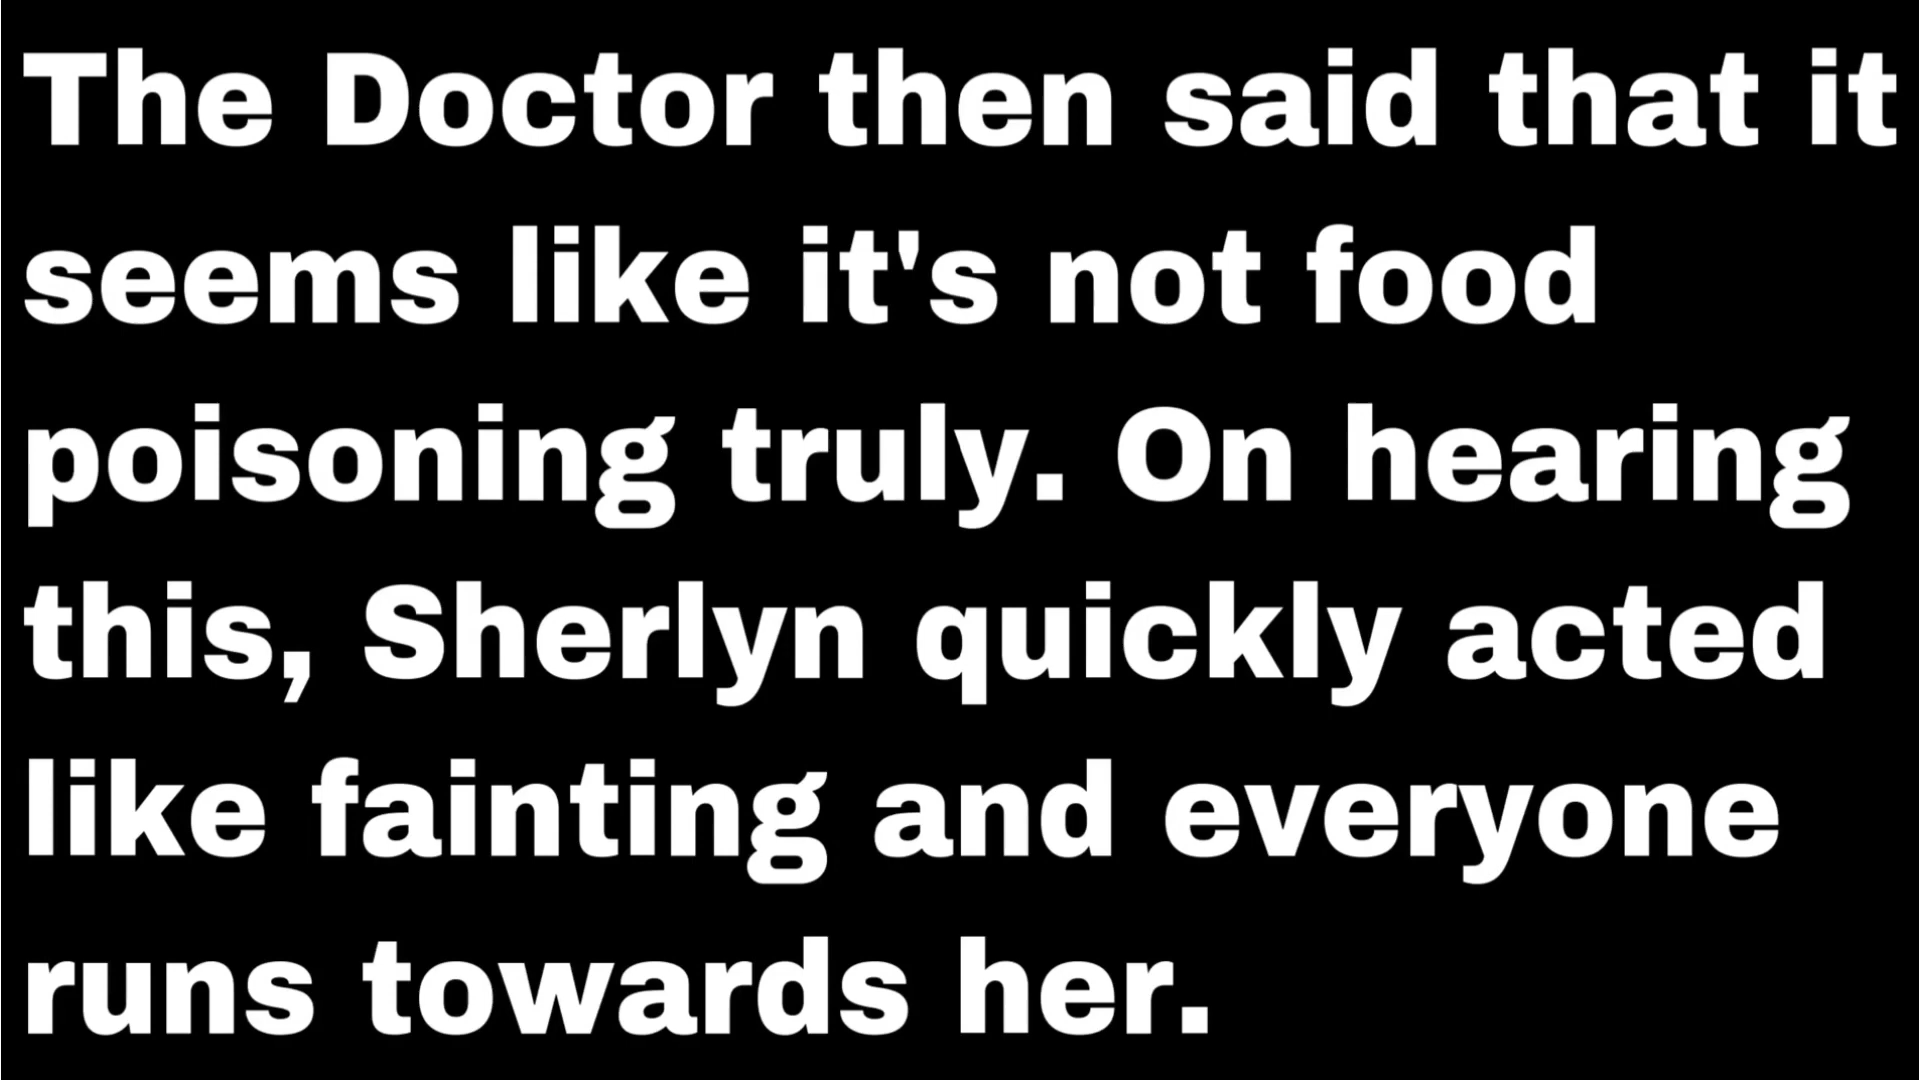 The Doctor then said that it
seems like it's not food
poisoning truly. On hearing
this, Sherlyn quickly acted
like fainting and everyone
runs towards her.